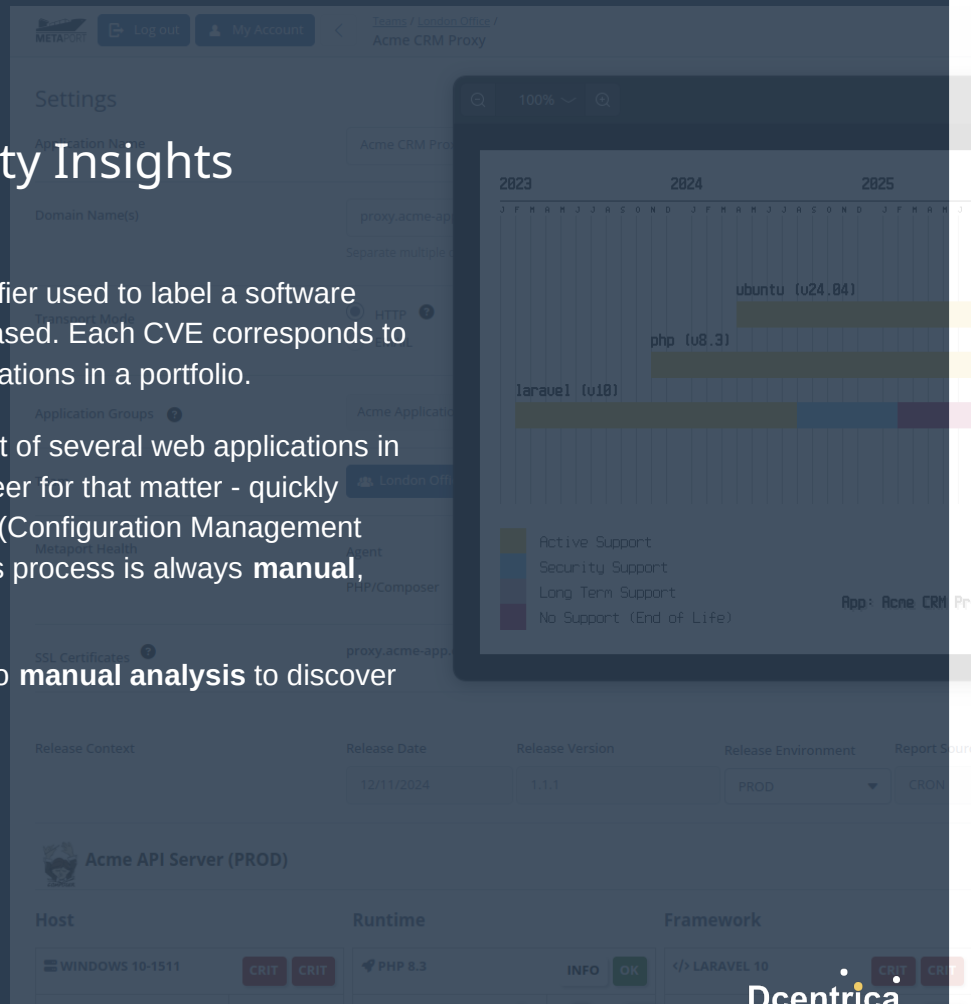 METAPORT
Log out
My Account
Teams / London Office /
Acme CRM Proxy
Settings
100%
Application Name
Acme CRM
ty Insights
2023 2024 2025
J F M A M J J A S O N D J F M A M J J A S O N D J F M A M J
Domain Name(s)
proxy.acme-ap
Separate multiple
fier used to label a software
ubuntu (v24.04)
Transport Mode
HTTP
ased. Each CVE corresponds to
php (v8.3)
ations in a portfolio.
laravel (v10)
Application Groups
Acme Applicatio
t of several web applications in
London Offi
eer for that matter - quickly
(Configuration Management
Metaport Health
Agent
s process is always manual,
PHP/Composer
Active Support
Security Support
Long Term Support
No Support (End of Life)
App: Acme CRM Pr
SSL Certificates
proxy.acme-app.
o manual analysis to discover
Release Context
Release Date
Release Version
Release Environment
Report Sour
12/11/2024
1.1.1
PROD
CRON
Acme API Server (PROD)
Host
Runtime
Framework
WINDOWS 10-1511
CRIT CRIT
PHP 8.3
INFO OK
</> LARAVEL 10
CRIT CRIT
Dcentrica